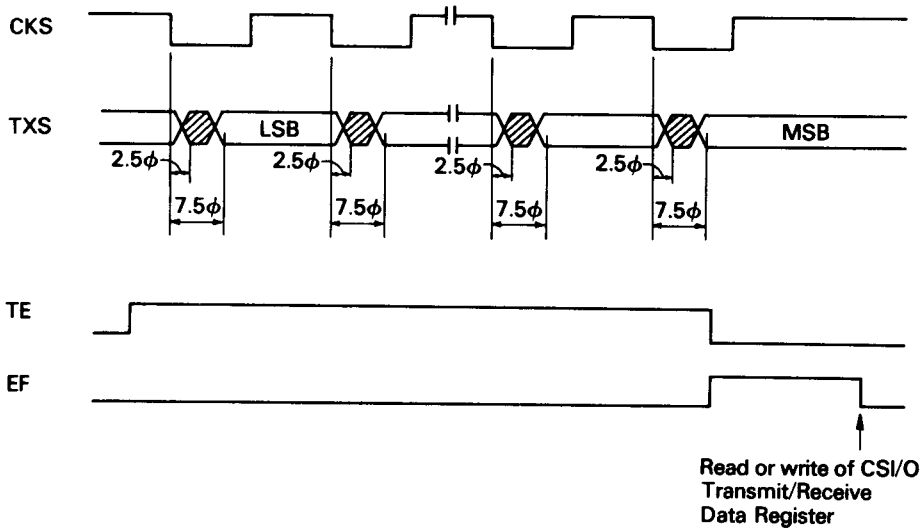 CKS
TXS
LSB
MSB
2.5ϕ
2.5ϕ
2.5ϕ
2.5ϕ
7.5ϕ
7.5ϕ
7.5ϕ
7.5ϕ
TE
EF
Read or write of CSI/O
Transmit/Receive
Data Register